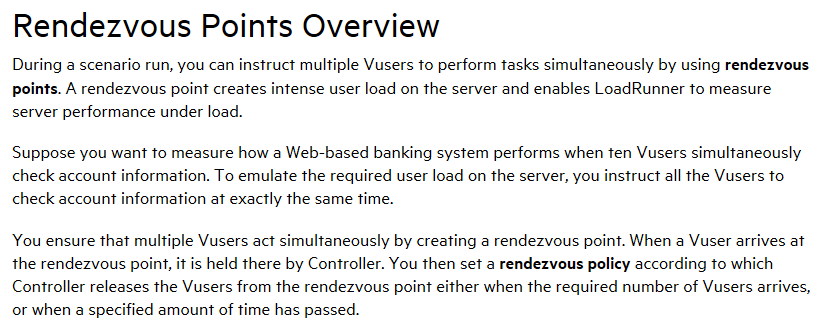 Rendezvous Points Overview
During a scenario run, you can instruct multiple Vusers to perform tasks simultaneously by using rendezvous
points. A rendezvous point creates intense user load on the server and enables LoadRunner to measure
server performance under load.
Suppose you want to measure how a Web-based banking system performs when ten Vusers simultaneously
check account information. To emulate the required user load on the server, you instruct all the Vusers to
check account information at exactly the same time.
You ensure that multiple Vusers act simultaneously by creating a rendezvous point. When a Vuser arrives at
the rendezvous point, it is held there by Controller. You then set a rendezvous policy according to which
Controller releases the Vusers from the rendezvous point either when the required number of Vusers arrives,
or when a specified amount of time has passed.